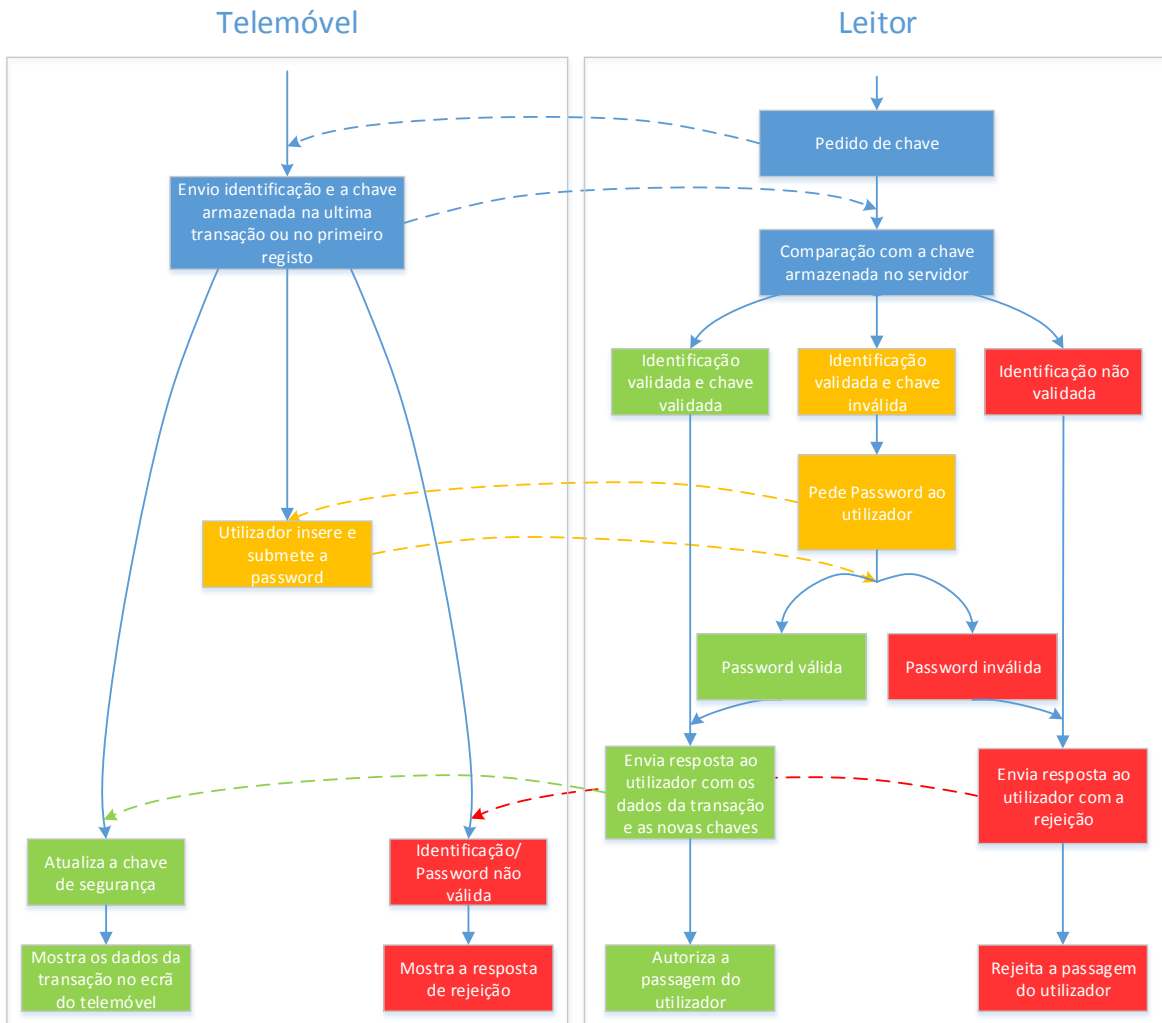 Telemóvel
Leitor
Pedido de chave
Envio identificação e a chave
armazenada na ultima
transação ou no primeiro
registo
Comparação com a chave
armazenada no servidor
Identificação
validada e chave
validada
Identificação
validada e chave
inválida
Identificação não
validada
Pede Password ao
utilizador
Utilizador insere e
submete a
password
Password válida
Password inválida
Envia resposta ao
utilizador com os
dados da transação
e as novas chaves
Envia resposta ao
utilizador com a
rejeição
Atualiza a chave
de segurança
Identificação/
Password não
válida
Mostra os dados da
transação no ecrã
do telemóvel
Mostra a resposta
de rejeição
Autoriza a
passagem do
utilizador
Rejeita a passagem
do utilizador